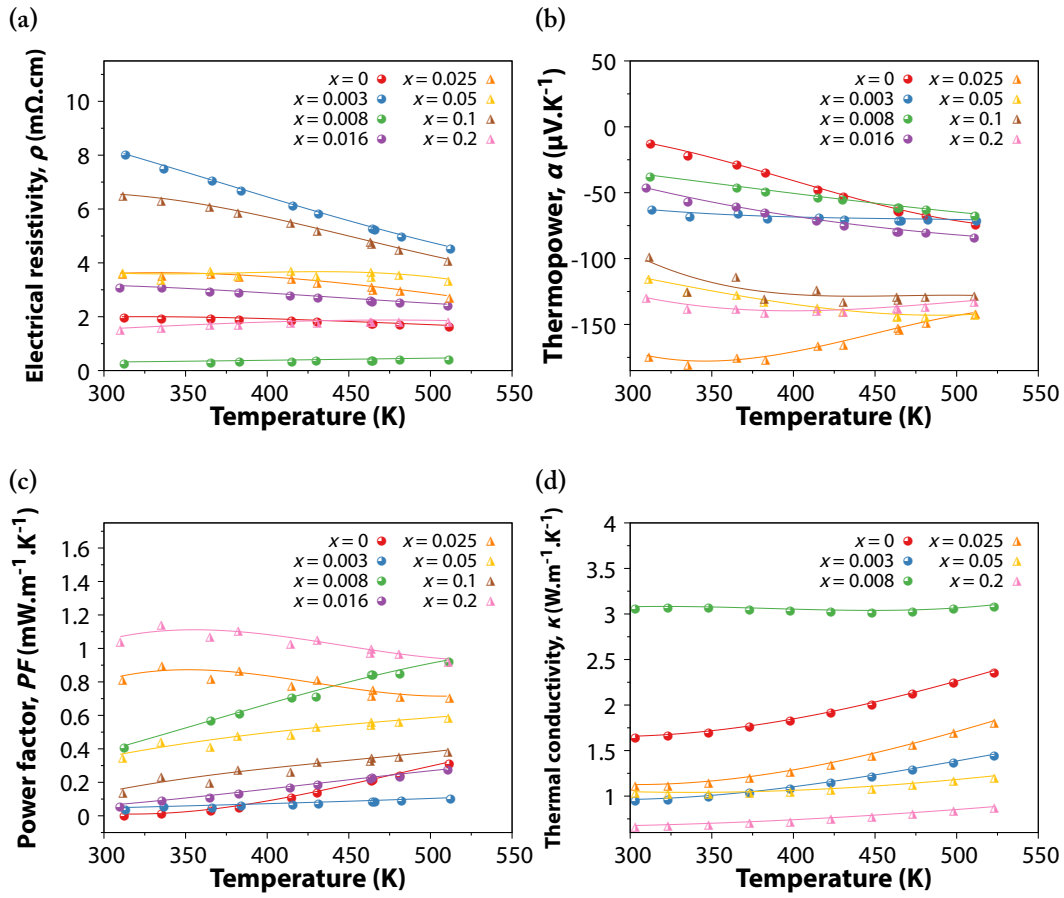 (a)
Electrical resistivity, ρ (mΩ.cm)
10
8
6
4
2
0
x = 0
x = 0.003
x = 0.008
x = 0.016
x = 0.025
x = 0.05
x = 0.1
x = 0.2
300 350 400 450 500 550
Temperature (K)
(b)
Thermopower, α (μV.K⁻¹)
50
0
-50
-100
-150
x = 0
x = 0.003
x = 0.008
x = 0.016
x = 0.025
x = 0.05
x = 0.1
x = 0.2
300 350 400 450 500 550
Temperature (K)
(c)
Power factor, PF (mW.m⁻¹.K⁻¹)
1.6
1.4
1.2
1
0.8
0.6
0.4
0.2
0
x = 0
x = 0.003
x = 0.008
x = 0.016
x = 0.025
x = 0.05
x = 0.1
x = 0.2
300 350 400 450 500 550
Temperature (K)
(d)
Thermal conductivity, κ (W.m⁻¹.K⁻¹)
4
3.5
3
2.5
2
1.5
1
x = 0
x = 0.003
x = 0.008
x = 0.025
x = 0.05
x = 0.2
300 350 400 450 500 550
Temperature (K)